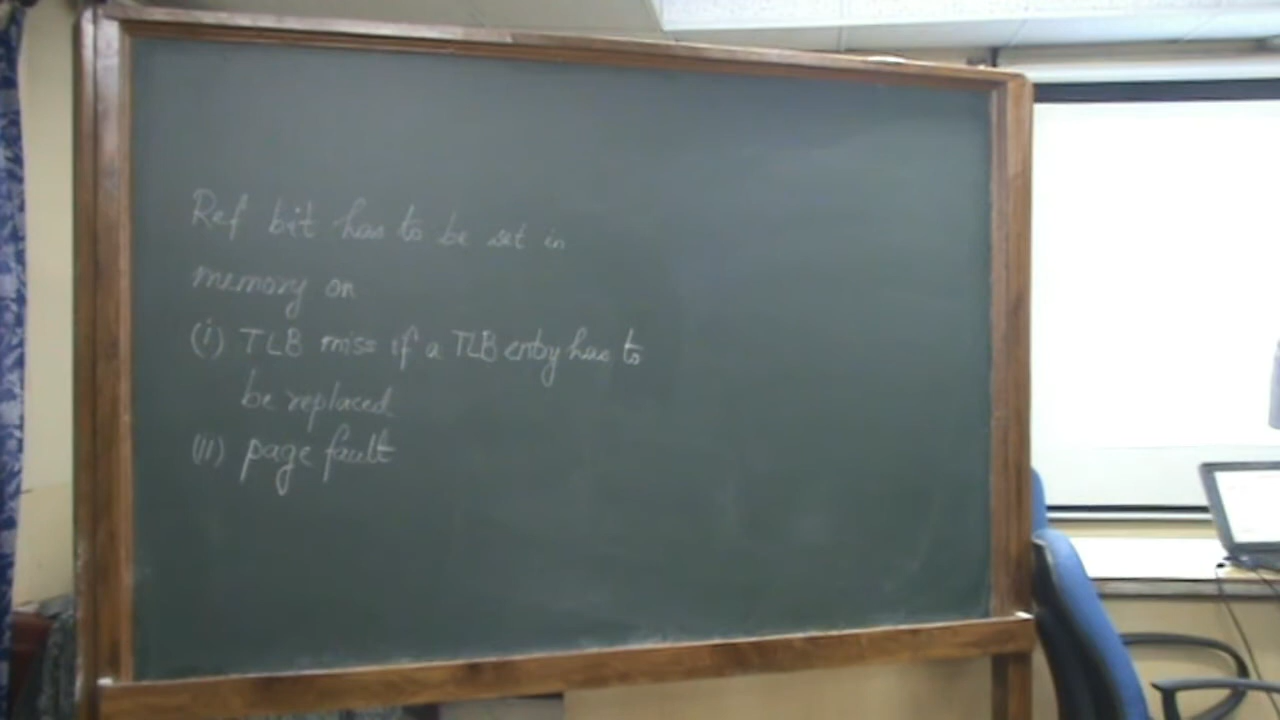 Ref bit has to be set in
memory on
(i) TLB miss if a TLB entry has to
be replaced
(ii) page fault